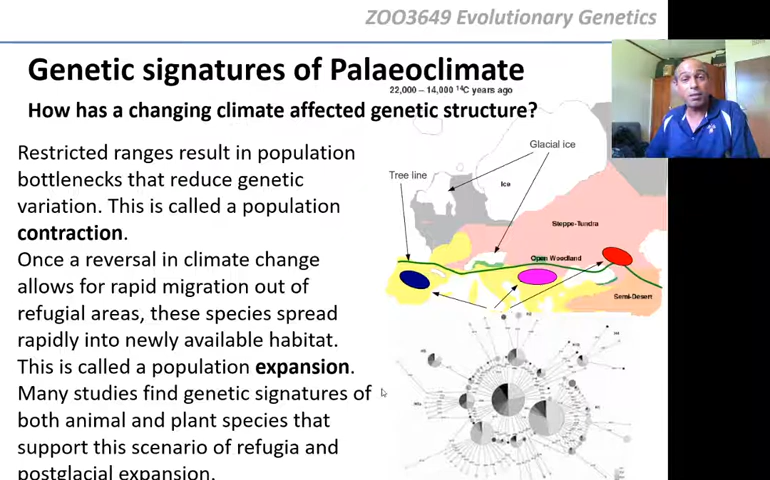 ZOO3649 Evolutionary Genetics
Genetic signatures of Palaeoclimate
22,000 – 14,000 ¹⁴C years ago
How has a changing climate affected genetic structure?
Glacial ice
Tree line
Ice
Steppe-Tundra
Open Woodland
Semi-Desert
Restricted ranges result in population
bottlenecks that reduce genetic
variation. This is called a population
contraction.
Once a reversal in climate change
allows for rapid migration out of
refugial areas, these species spread
rapidly into newly available habitat.
This is called a population expansion.
Many studies find genetic signatures of
both animal and plant species that
support this scenario of refugia and
postglacial expansion.